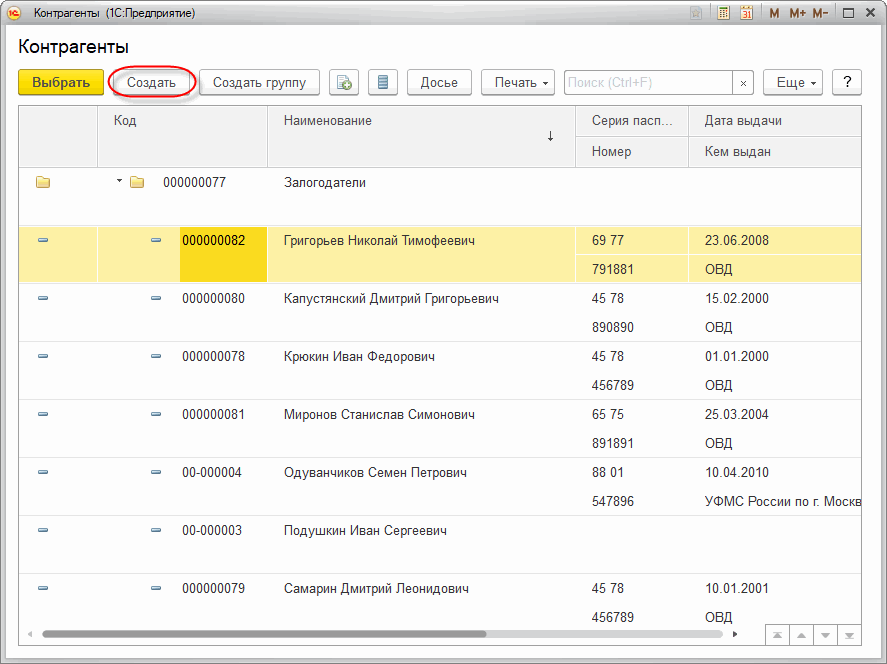 Контрагенты (1С:Предприятие)
M M+ M-
Контрагенты
Выбрать Создать Создать группу Досье Печать Поиск (Ctrl+F) × Еще ?
Код Наименование ↓ Серия пасп... Дата выдачи
Номер Кем выдан
000000077 Залогодатели
000000082 Григорьев Николай Тимофеевич 69 77 23.06.2008
791881 ОВД
000000080 Капустянский Дмитрий Григорьевич 45 78 15.02.2000
890890 ОВД
000000078 Крюкин Иван Федорович 45 78 01.01.2000
456789 ОВД
000000081 Миронов Станислав Симонович 65 75 25.03.2004
891891 ОВД
00-000004 Одуванчиков Семен Петрович 88 01 10.04.2010
547896 УФМС России по г. Москв
00-000003 Подушкин Иван Сергеевич
000000079 Самарин Дмитрий Леонидович 45 78 10.01.2001
456789 ОВД